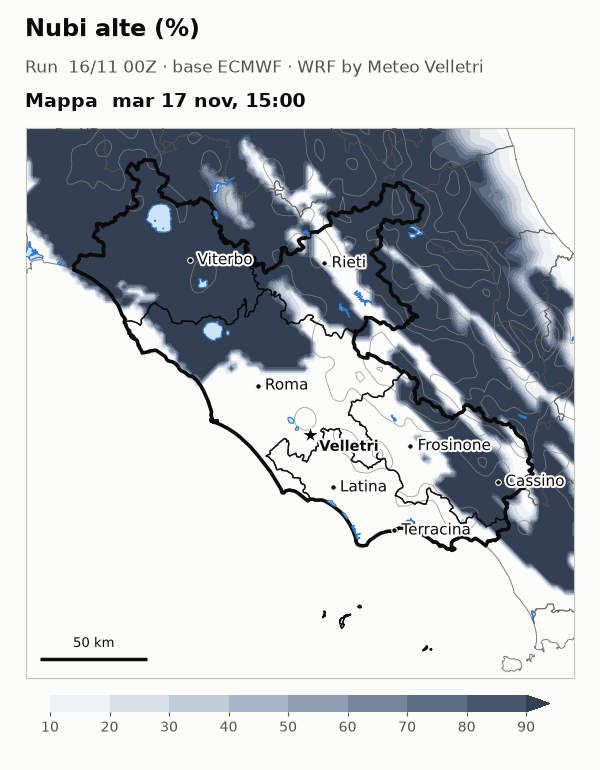 Nubi alte (%)
Run 16/11 00Z · base ECMWF · WRF by Meteo Velletri
Mappa mar 17 nov, 15:00
Viterbo
Rieti
Roma
Velletri
Frosinone
Cassino
Latina
Terracina
50 km
10 20 30 40 50 60 70 80 90